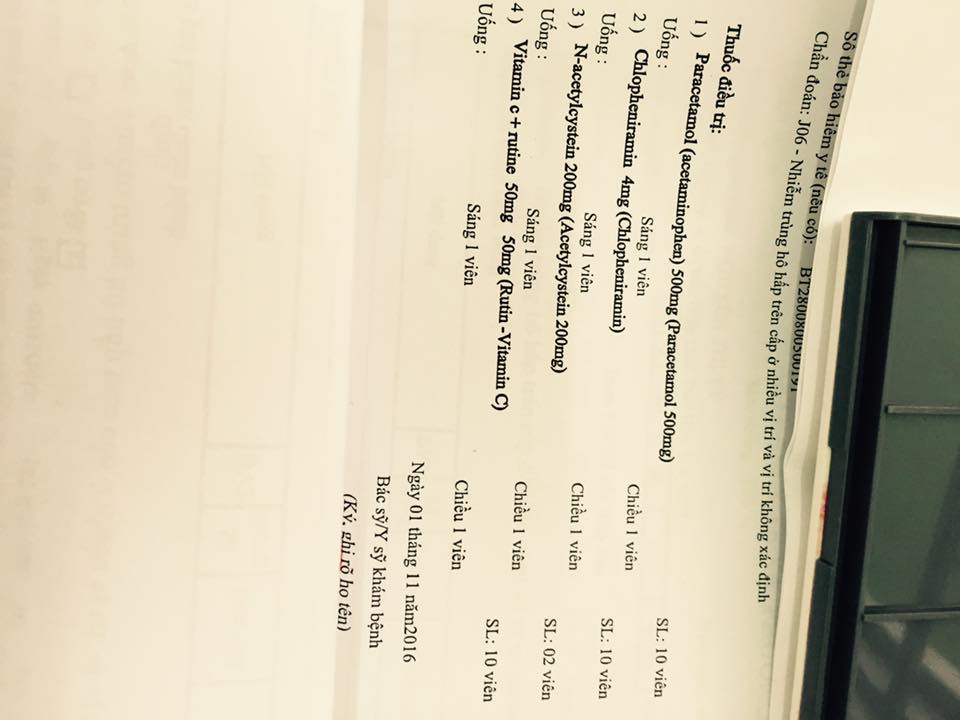 Số thẻ bảo hiểm y tế (nếu có): BT2800800500191
Chẩn đoán: J06 - Nhiễm trùng hô hấp trên cấp ở nhiều vị trí và vị trí không xác định
Thuốc điều trị:
1 ) Paracetamol (acetaminophen) 500mg (Paracetamol 500mg) SL: 10 viên
Uống : Sáng 1 viên Chiều 1 viên
2 ) Chlopheniramin 4mg (Chlopheniramin) SL: 10 viên
Uống : Sáng 1 viên Chiều 1 viên
3 ) N-acetylcystein 200mg (Acetylcystein 200mg) SL: 02 viên
Uống : Sáng 1 viên Chiều 1 viên
4 ) Vitamin c + rutine 50mg 50mg (Rutin -Vitamin C) SL: 10 viên
Uống : Sáng 1 viên Chiều 1 viên
Ngày 01 tháng 11 năm2016
Bác sỹ/Y sỹ khám bệnh
(Ký, ghi rõ họ tên)